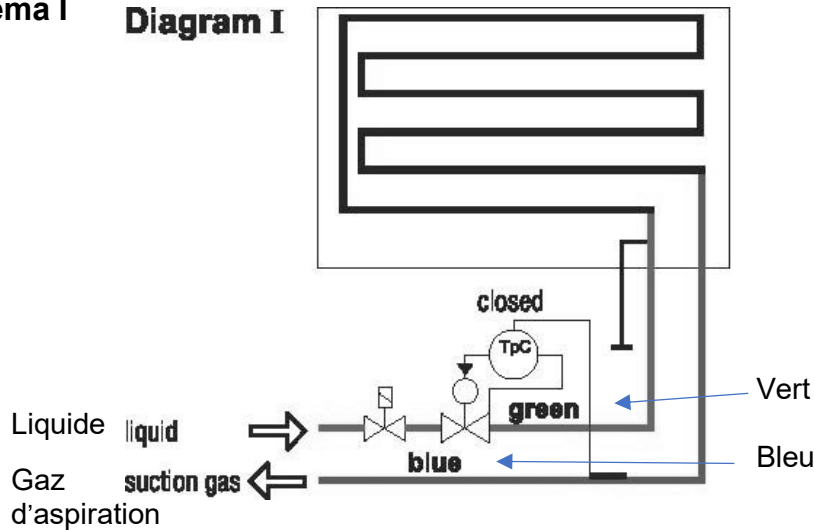 ema I
Diagram I
closed
TpC
green
Vert
Liquide liquid
blue
Bleu
Gaz
d'aspiration
suction gas